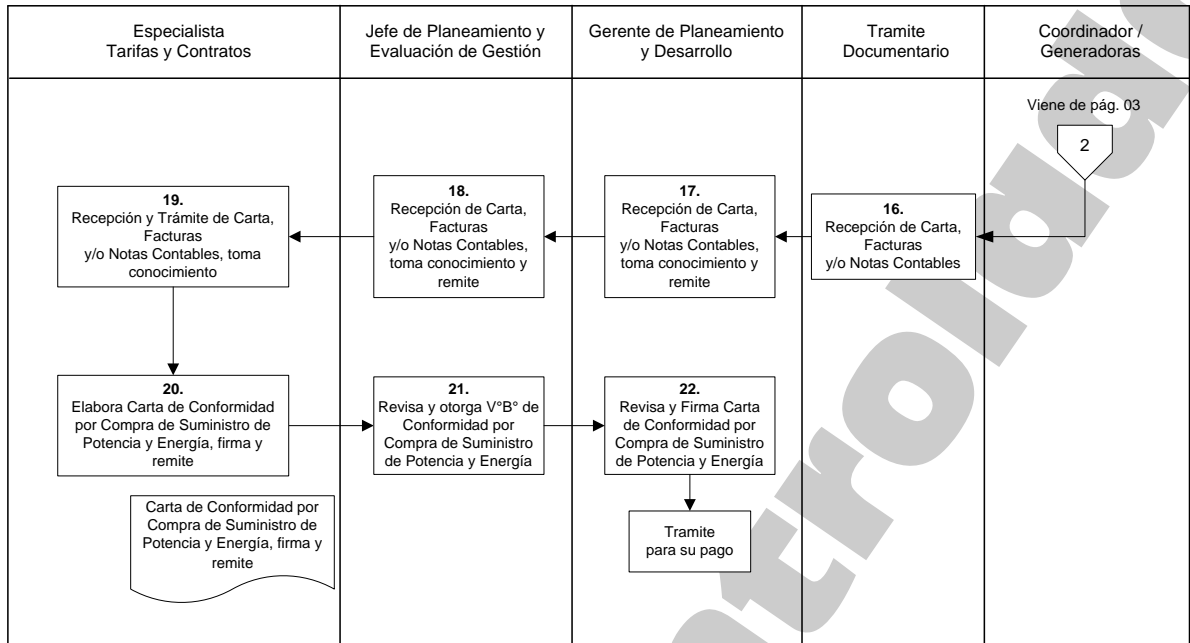 Especialista
Tarifas y Contratos
Jefe de Planeamiento y
Evaluación de Gestión
Gerente de Planeamiento
y Desarrollo
Tramite
Documentario
Coordinador /
Generadoras
Viene de pág. 03
2
19.
Recepción y Trámite de Carta,
Facturas
y/o Notas Contables, toma
conocimiento
18.
Recepción de Carta,
Facturas
y/o Notas Contables,
toma conocimiento y
remite
17.
Recepción de Carta,
Facturas
y/o Notas Contables,
toma conocimiento y
remite
16.
Recepción de Carta,
Facturas
y/o Notas Contables
20.
Elabora Carta de Conformidad
por Compra de Suministro de
Potencia y Energía, firma y
remite
21.
Revisa y otorga V°B° de
Conformidad por
Compra de Suministro
de Potencia y Energía
22.
Revisa y Firma Carta
de Conformidad por
Compra de Suministro
de Potencia y Energía
Carta de Conformidad por
Compra de Suministro de
Potencia y Energía, firma y
remite
Tramite
para su pago